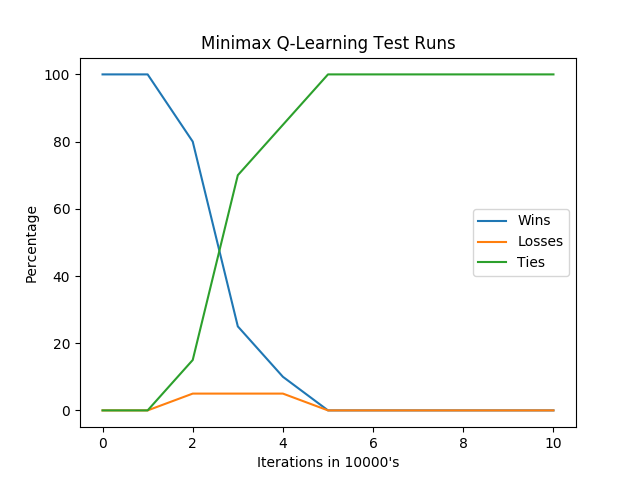 Minimax Q-Learning Test Runs
100
80
60
40
20
0
Percentage
Wins
Losses
Ties
0 2 4 6 8 10
Iterations in 10000's